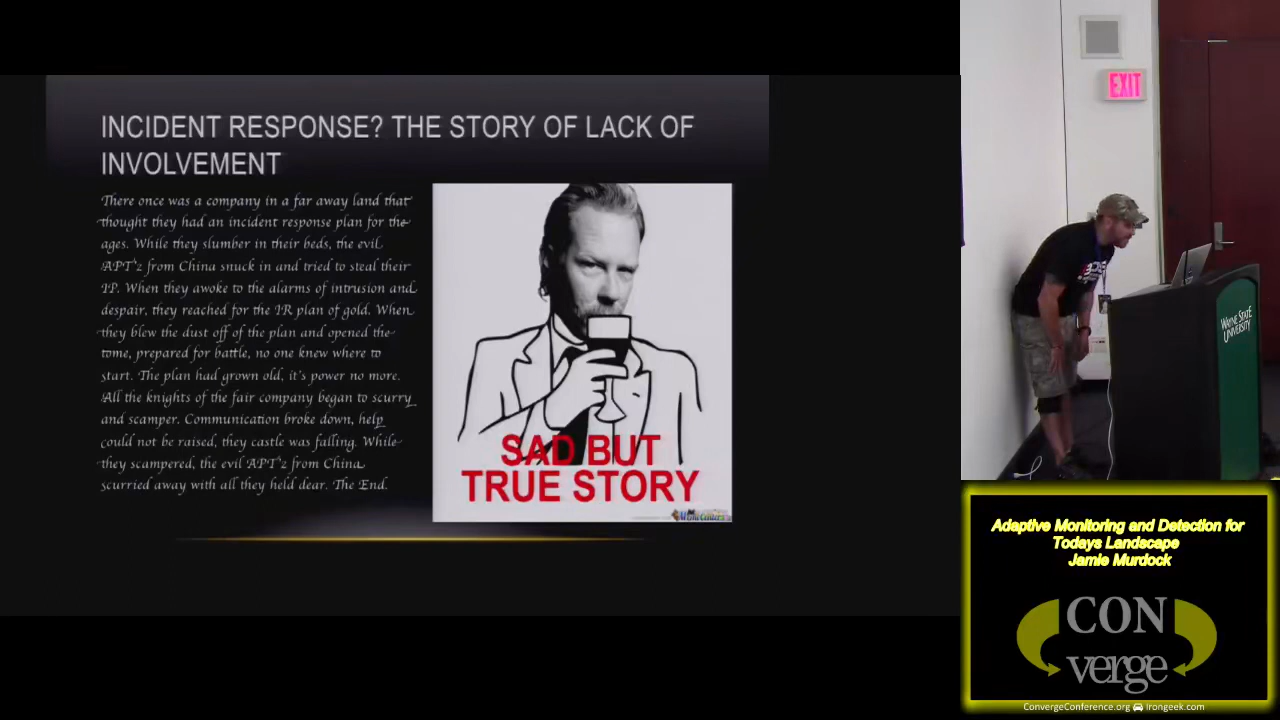 INCIDENT RESPONSE? THE STORY OF LACK OF
INVOLVEMENT
There once was a company in a far away land that
thought they had an incident response plan for the
ages. While they slumber in their beds, the evil
APT'z from China snuck in and tried to steal their
IP. When they awoke to the alarms of intrusion and
despair, they reached for the IR plan of gold. When
they blew the dust off of the plan and opened the
tome, prepared for battle, no one knew where to
start. The plan had grown old, it's power no more.
All the knights of the fair company began to scurry
and scamper. Communication broke down, help
could not be raised, they castle was falling. While
they scampered, the evil APT'z from China
scurried away with all they held dear. The End.
SAD BUT
TRUE STORY
EXIT
WAYNE STATE
UNIVERSITY
Adaptive Monitoring and Detection for
Todays Landscape
Jamie Murdock
CON
verge
ConvergeConference.org Irongeek.com